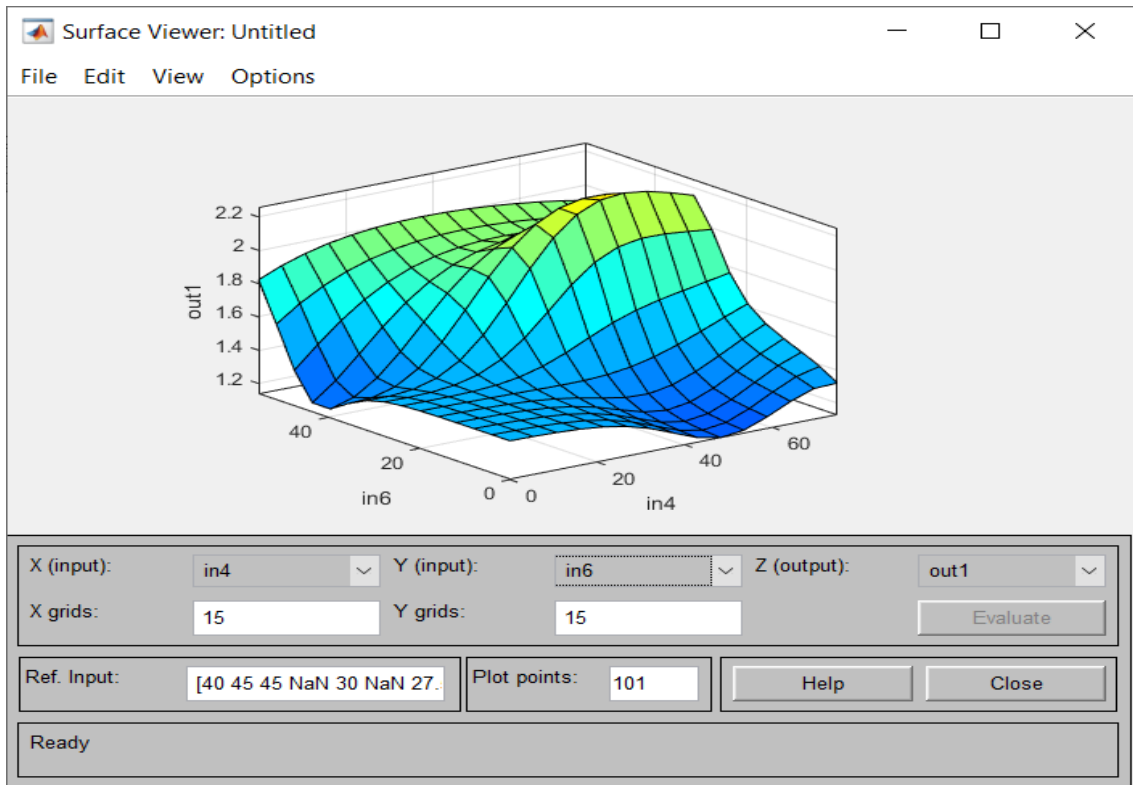 Surface Viewer: Untitled
File Edit View Options
2.2
2
1.8
1.6
1.4
1.2
out1
40
20
0
in6
0
20
40
60
in4
X (input): in4 Y (input): in6 Z (output): out1
X grids: 15 Y grids: 15 Evaluate
Ref. Input: [40 45 45 NaN 30 NaN 27. Plot points: 101 Help Close
Ready